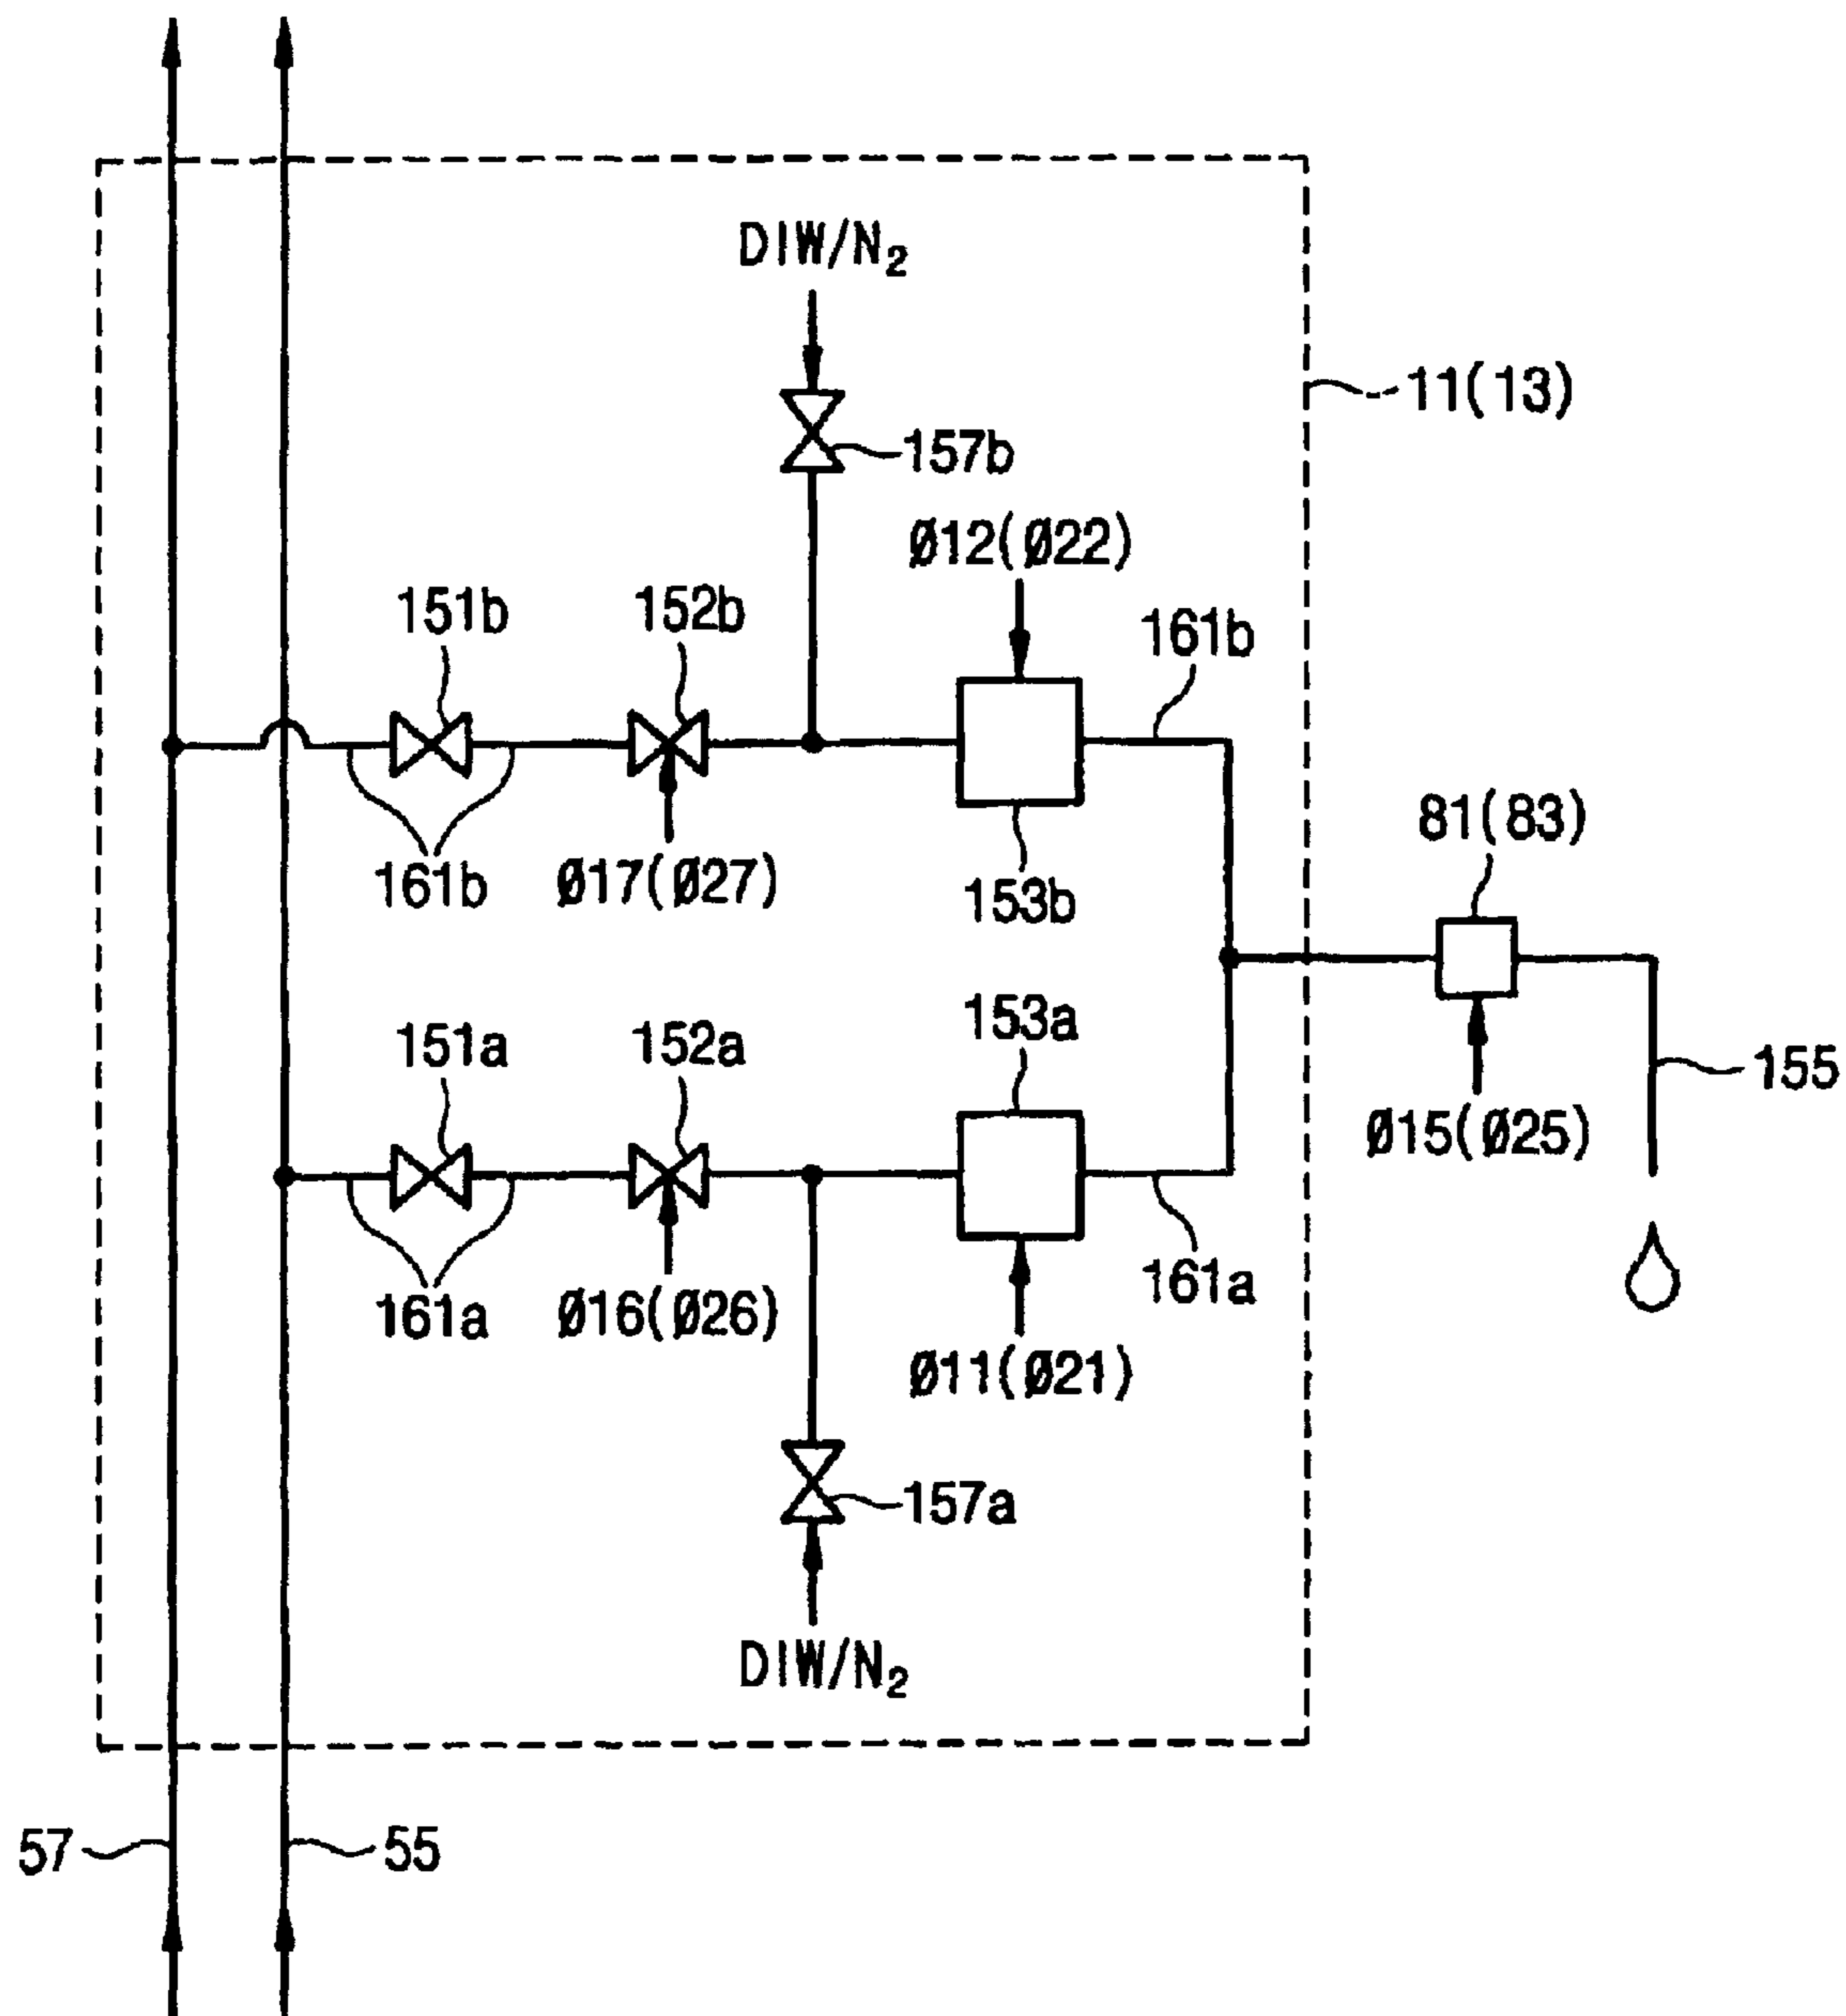 DIW/N₂
11(13)
157b
Ø12(Ø22)
151b
152b
161b
81(83)
161b
Ø17(Ø27)
153b
153a
151a
152a
155
Ø15(Ø25)
161a
161a
Ø16(Ø26)
Ø11(Ø21)
157a
DIW/N₂
57
55